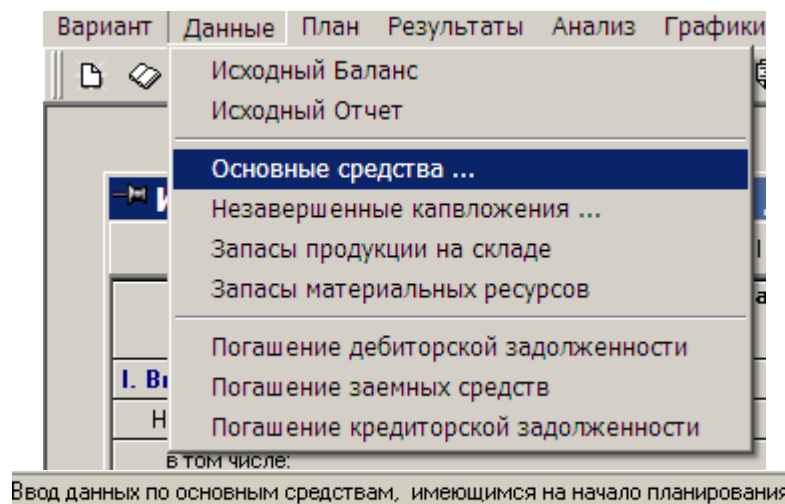 Вариант Данные План Результаты Анализ Графики
Исходный Баланс
Исходный Отчет
Основные средства ...
Незавершенные капвложения ...
Запасы продукции на складе
Запасы материальных ресурсов
Погашение дебиторской задолженности
I.
Погашение заемных средств
Погашение кредиторской задолженности
в том числе:
Ввод данных по основным средствам, имеющимся на начало планирования